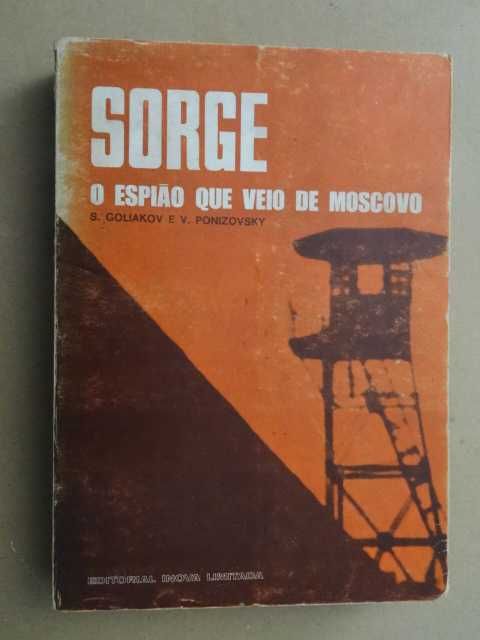 SORGE
O ESPIÃO QUE VEIO DE MOSCOVO
S. GOLIAKOV E V. PONIZOVSKY
EDITORIAL INOVA LIMITADA